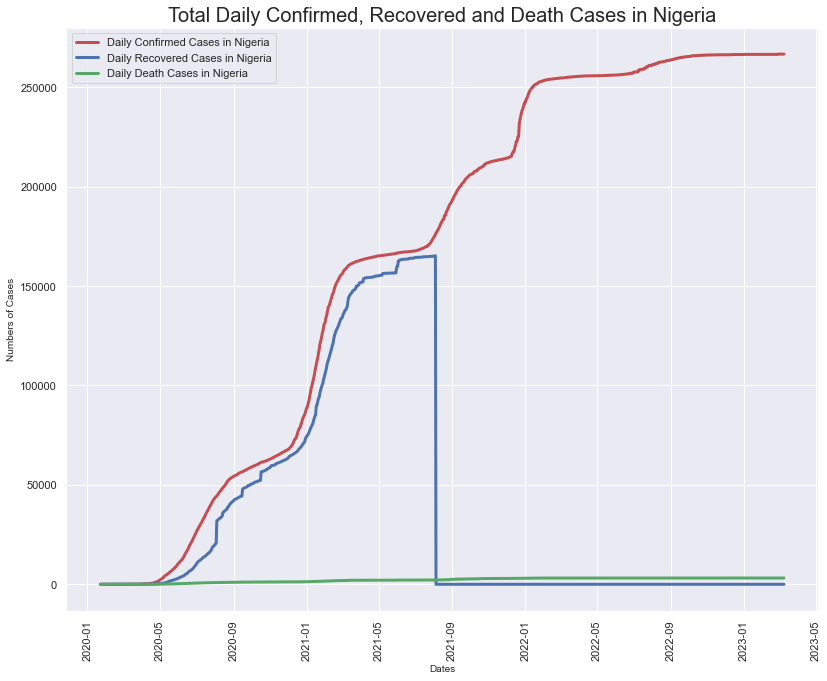 Total Daily Confirmed, Recovered and Death Cases in Nigeria
Daily Confirmed Cases in Nigeria
Daily Recovered Cases in Nigeria
Daily Death Cases in Nigeria
250000
200000
150000
100000
50000
0
Numbers of Cases
2020-01
2020-05
2020-09
2021-01
2021-05
2021-09
2022-01
2022-05
2022-09
2023-01
2023-05
Dates